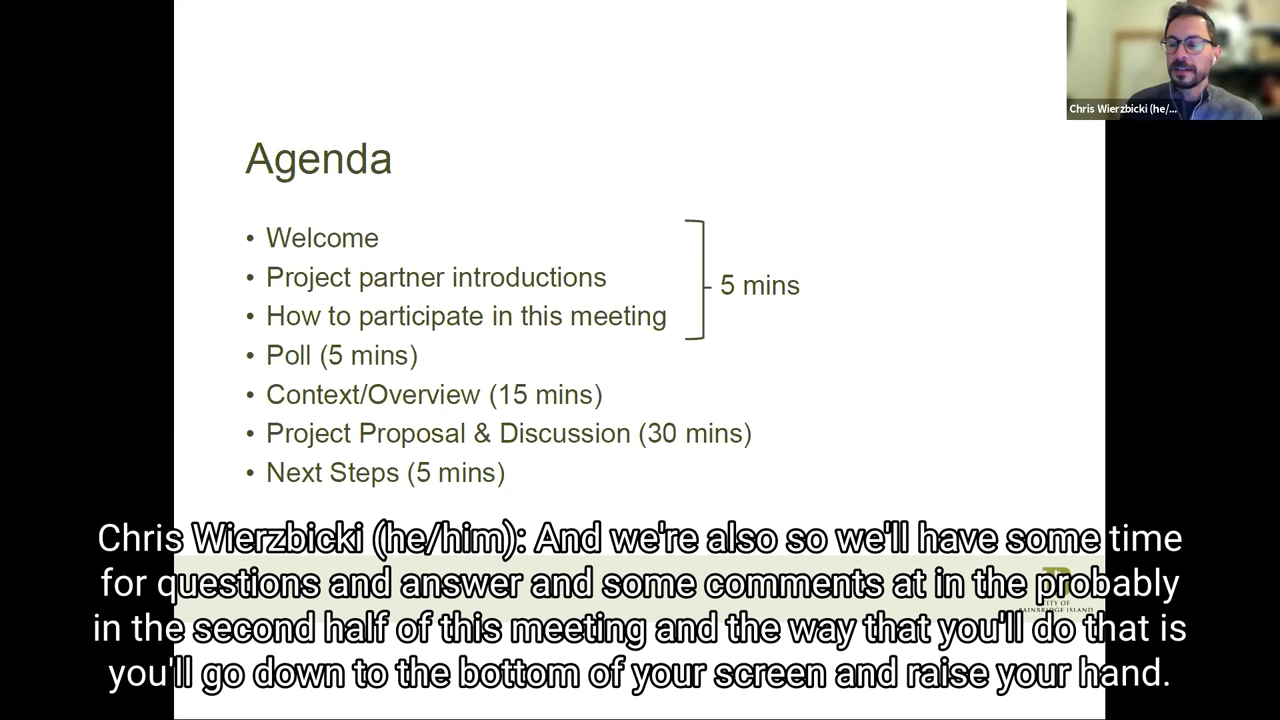 Chris Wierzbicki (he/...
Agenda
• Welcome
• Project partner introductions
• How to participate in this meeting
5 mins
• Poll (5 mins)
• Context/Overview (15 mins)
• Project Proposal & Discussion (30 mins)
• Next Steps (5 mins)
Chris Wierzbicki (he/him): And we're also so we'll have some time
for questions and answer and some comments at in the probably
in the second half of this meeting and the way that you'll do that is
you'll go down to the bottom of your screen and raise your hand.
CITY OF
BAINBRIDGE ISLAND